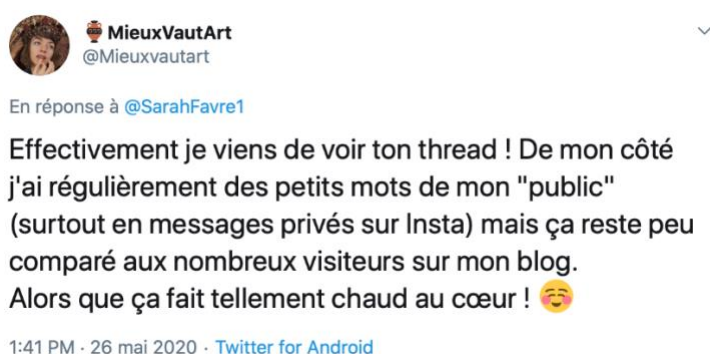 🏺 MieuxVautArt
@Mieuxvautart
En réponse à @SarahFavre1
Effectivement je viens de voir ton thread ! De mon côté
j'ai régulièrement des petits mots de mon "public"
(surtout en messages privés sur Insta) mais ça reste peu
comparé aux nombreux visiteurs sur mon blog.
Alors que ça fait tellement chaud au cœur ! ☺️
1:41 PM · 26 mai 2020 · Twitter for Android